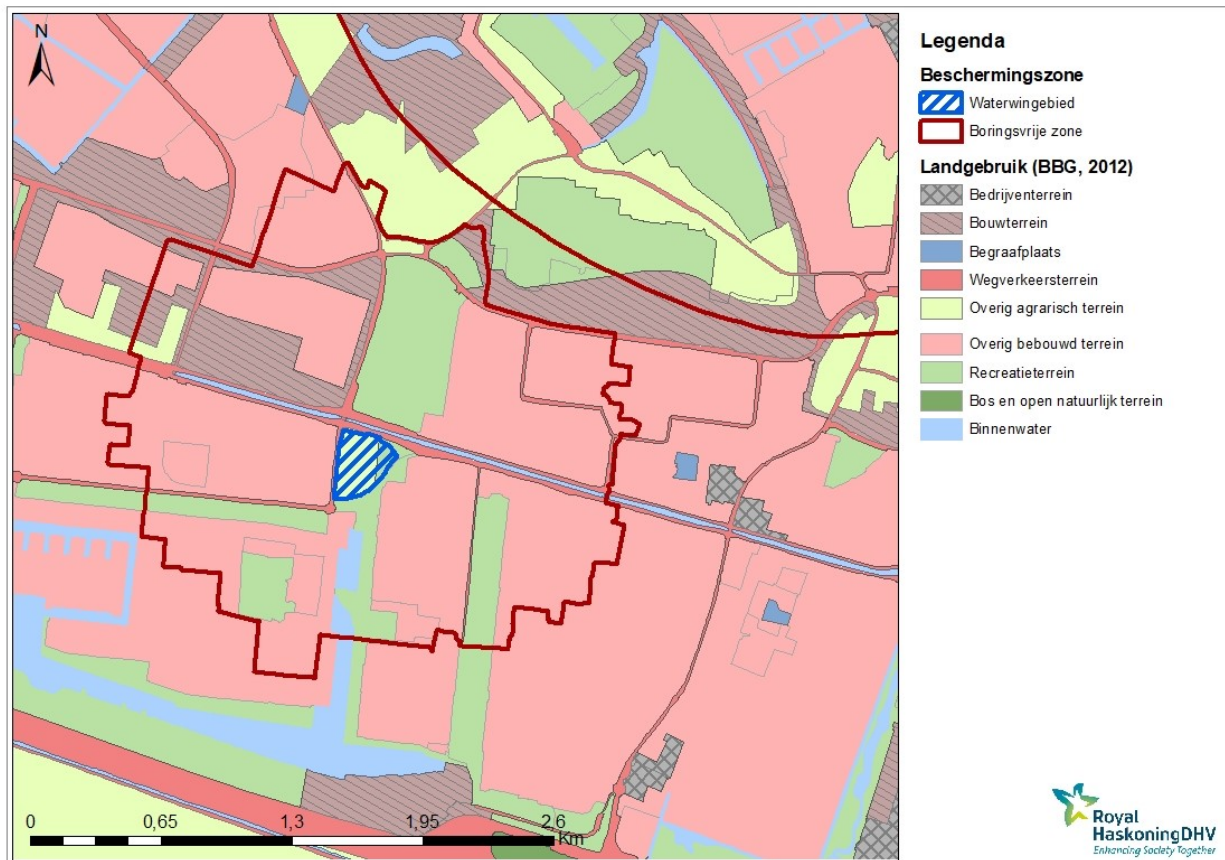 N
Legenda
Beschermingszone
Waterwingebied
Boringsvrije zone
Landgebruik (BBG, 2012)
Bedrijventerrein
Bouwterrein
Begraafplaats
Wegverkeersterrein
Overig agrarisch terrein
Overig bebouwd terrein
Recreatieterrein
Bos en open natuurlijk terrein
Binnenwater
0 0,65 1,3 1,95 2,6
Km
Royal
HaskoningDHV
Enhancing Society Together